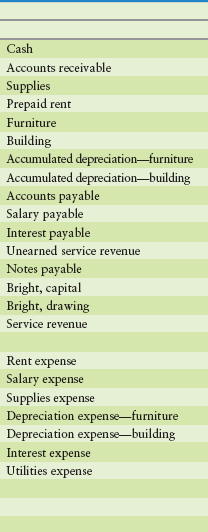 Cash
Accounts receivable
Supplies
Prepaid rent
Furniture
Building
Accumulated depreciation—furniture
Accumulated depreciation—building
Accounts payable
Salary payable
Interest payable
Unearned service revenue
Notes payable
Bright, capital
Bright, drawing
Service revenue
Rent expense
Salary expense
Supplies expense
Depreciation expense—furniture
Depreciation expense—building
Interest expense
Utilities expense